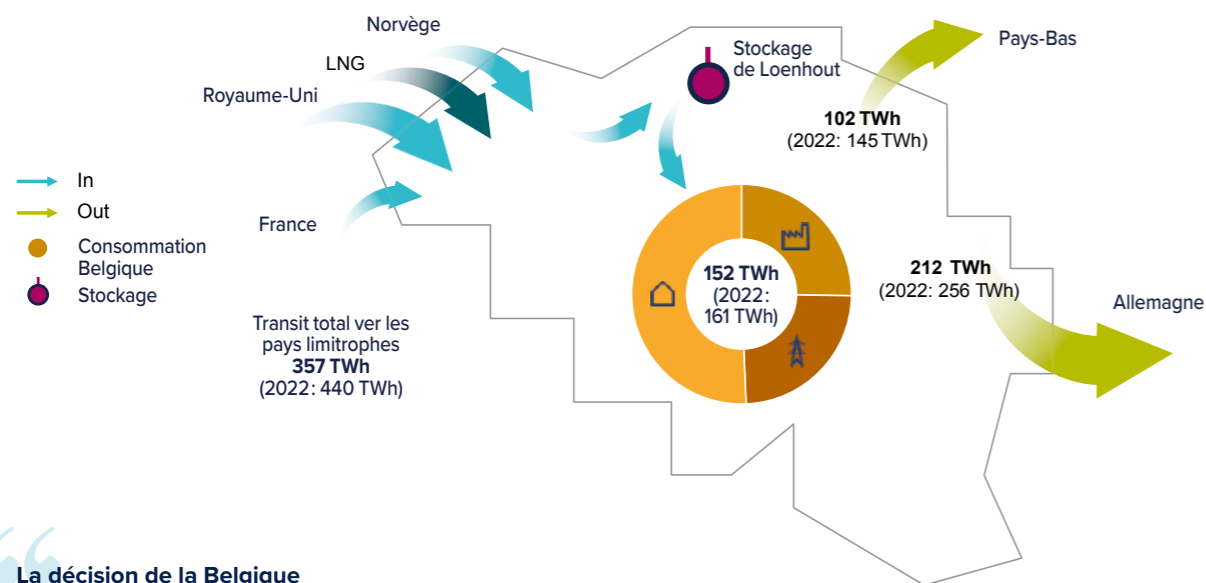 Norvège
LNG
Royaume-Uni
France
Stockage
de Loenhout
Pays-Bas
102 TWh
(2022: 145 TWh)
In
Out
Consommation
Belgique
Stockage
152 TWh
(2022:
161 TWh)
212 TWh
(2022: 256 TWh)
Allemagne
Transit total ver les
pays limitrophes
357 TWh
(2022: 440 TWh)
La décision de la Belgique